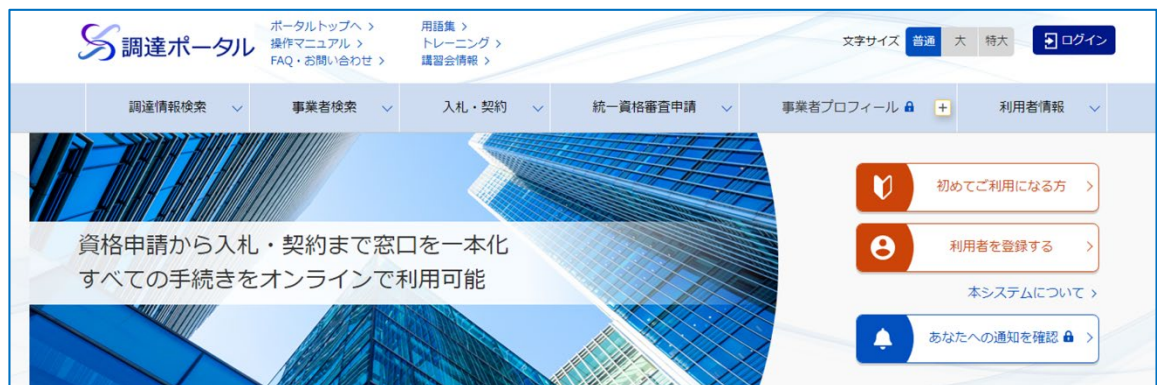 調達ポータル
ポータルトップへ
操作マニュアル
FAQ・お問い合わせ
用語集
トレーニング
講習会情報
文字サイズ 普通 大 特大
ログイン
調達情報検索 事業者検索 入札・契約 統一資格審査申請 事業者プロフィール 利用者情報
資格申請から入札・契約まで窓口を一本化
すべての手続きをオンラインで利用可能
初めてご利用になる方
利用者を登録する
本システムについて
あなたへの通知を確認